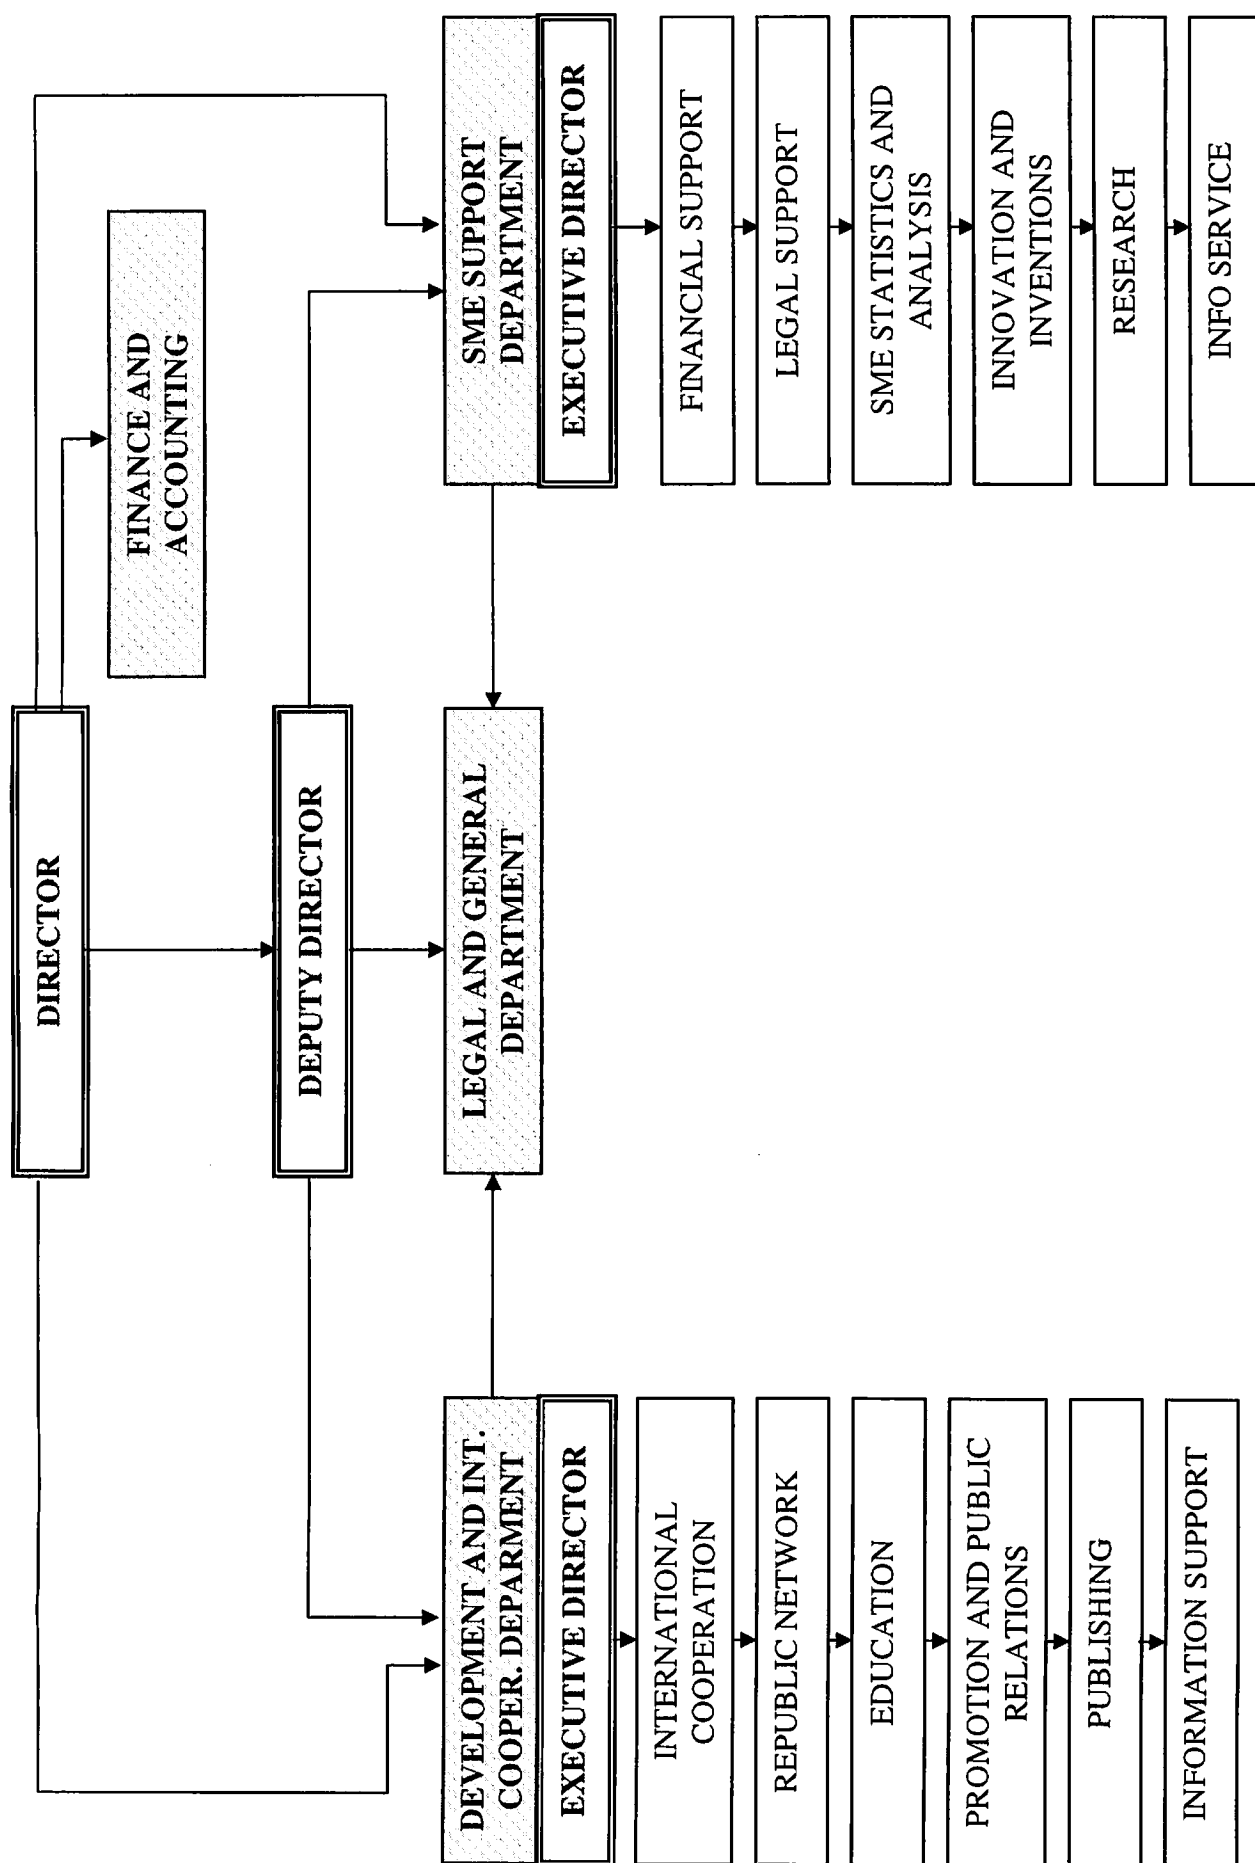 DIRECTOR
FINANCE AND
ACCOUNTING
DEPUTY DIRECTOR
DEVELOPMENT AND INT.
COOPER. DEPARMENT
EXECUTIVE DIRECTOR
INTERNATIONAL
COOPERATION
REPUBLIC NETWORK
EDUCATION
PROMOTION AND PUBLIC
RELATIONS
PUBLISHING
INFORMATION SUPPORT
LEGAL AND GENERAL
DEPARTMENT
SME SUPPORT
DEPARTMENT
EXECUTIVE DIRECTOR
FINANCIAL SUPPORT
LEGAL SUPPORT
SME STATISTICS AND
ANALYSIS
INNOVATION AND
INVENTIONS
RESEARCH
INFO SERVICE